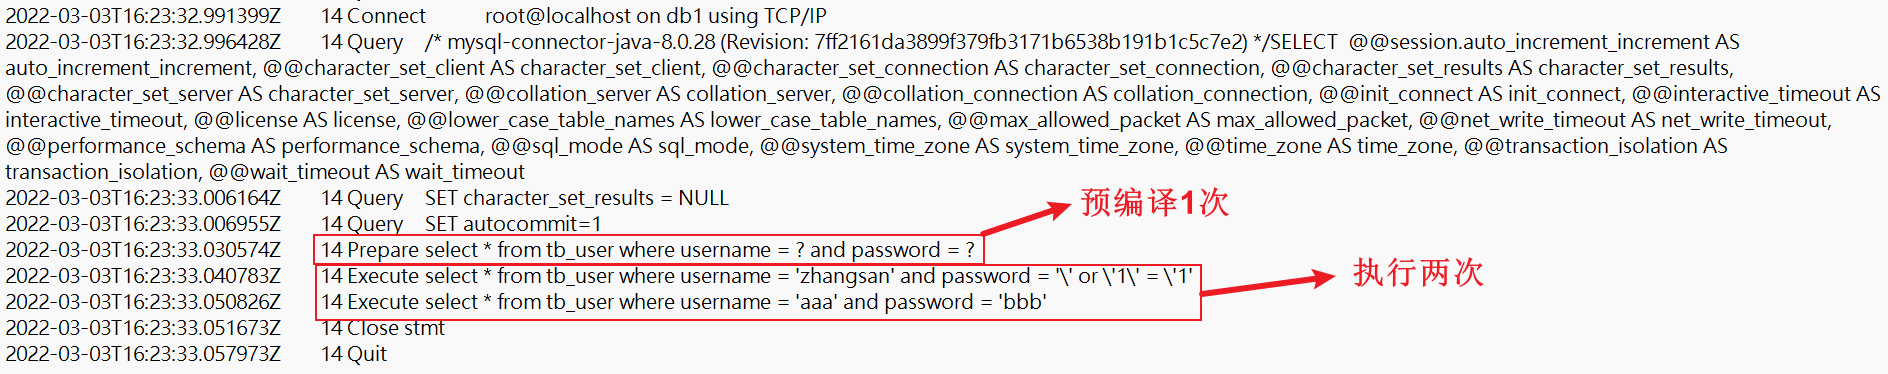 2022-03-03T16:23:32.991399Z 14 Connect root@localhost on db1 using TCP/IP
2022-03-03T16:23:32.996428Z 14 Query /* mysql-connector-java-8.0.28 (Revision: 7ff2161da3899f379fb3171b6538b191b1c5c7e2) */SELECT @@session.auto_increment_increment AS
auto_increment_increment, @@character_set_client AS character_set_client, @@character_set_connection AS character_set_connection, @@character_set_results AS character_set_results,
@@character_set_server AS character_set_server, @@collation_server AS collation_server, @@collation_connection AS collation_connection, @@init_connect AS init_connect, @@interactive_timeout AS
interactive_timeout, @@license AS license, @@lower_case_table_names AS lower_case_table_names, @@max_allowed_packet AS max_allowed_packet, @@net_write_timeout AS net_write_timeout,
@@performance_schema AS performance_schema, @@sql_mode AS sql_mode, @@system_time_zone AS system_time_zone, @@time_zone AS time_zone, @@transaction_isolation AS
transaction_isolation, @@wait_timeout AS wait_timeout
2022-03-03T16:23:33.006164Z 14 Query SET character_set_results = NULL
预编译1次
2022-03-03T16:23:33.006955Z 14 Query SET autocommit=1
2022-03-03T16:23:33.030574Z 14 Prepare select * from tb_user where username = ? and password = ?
2022-03-03T16:23:33.040783Z 14 Execute select * from tb_user where username = 'zhangsan' and password = '\' or \'1\' = \'1'
执行两次
2022-03-03T16:23:33.050826Z 14 Execute select * from tb_user where username = 'aaa' and password = 'bbb'
2022-03-03T16:23:33.051673Z 14 Close stmt
2022-03-03T16:23:33.057973Z 14 Quit